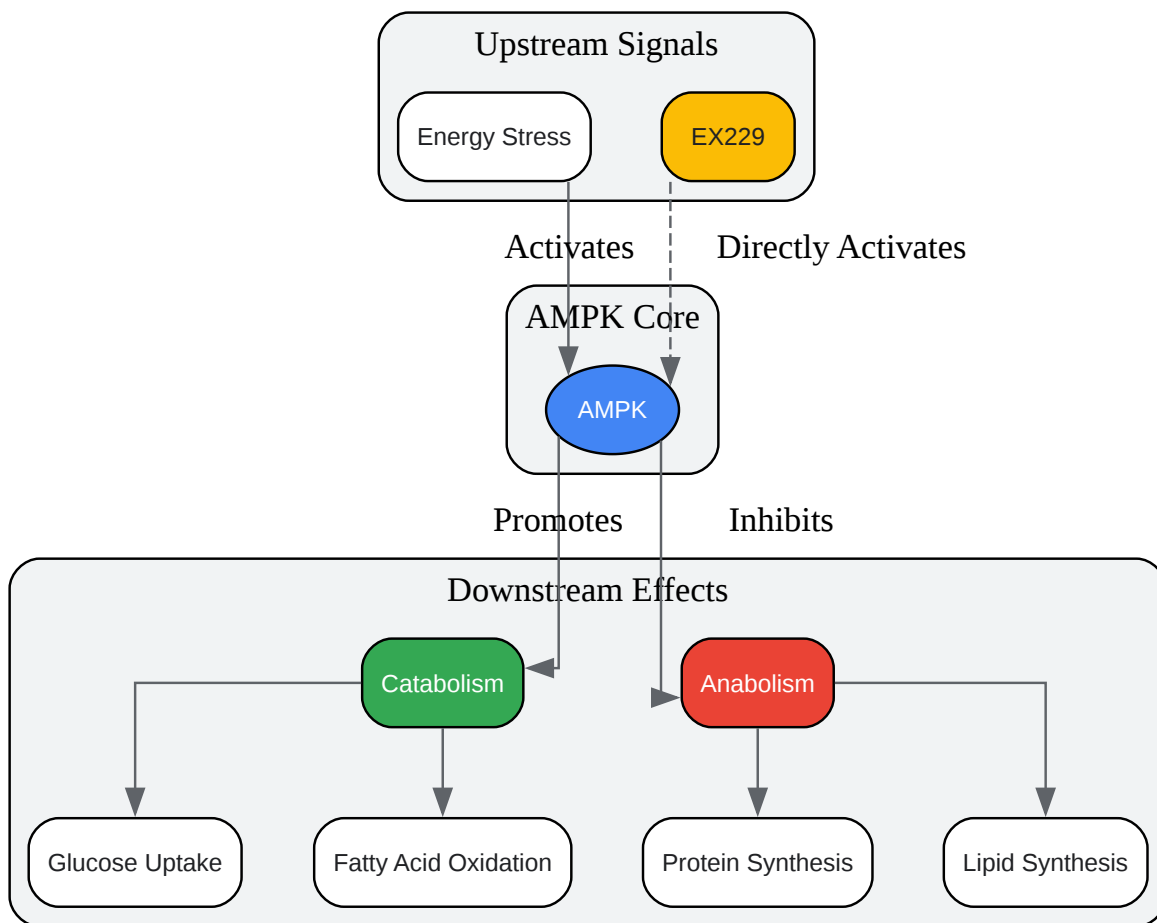 Upstream Signals
Energy Stress
EX229
Activates
Directly Activates
AMPK Core
AMPK
Promotes
Inhibits
Downstream Effects
Catabolism
Anabolism
Glucose Uptake
Fatty Acid Oxidation
Protein Synthesis
Lipid Synthesis